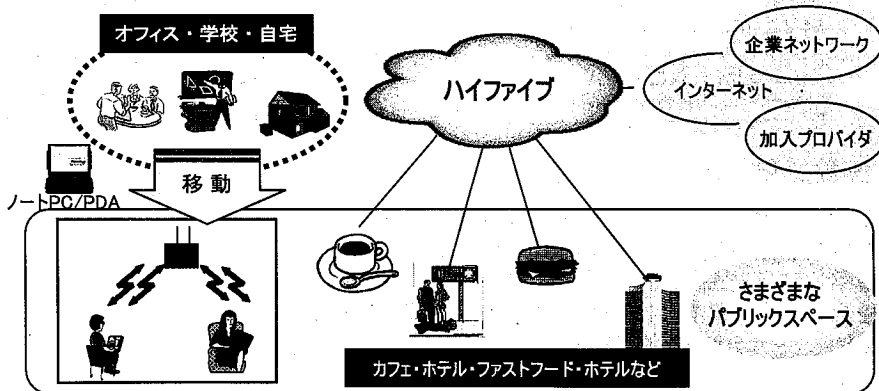 オフィス・学校・自宅
ハイファイブ
企業ネットワーク
インターネット
加入プロバイダ
移動
ノートPC/PDA
さまざまな
パブリックスペース
カフェ・ホテル・ファストフード・ホテルなど